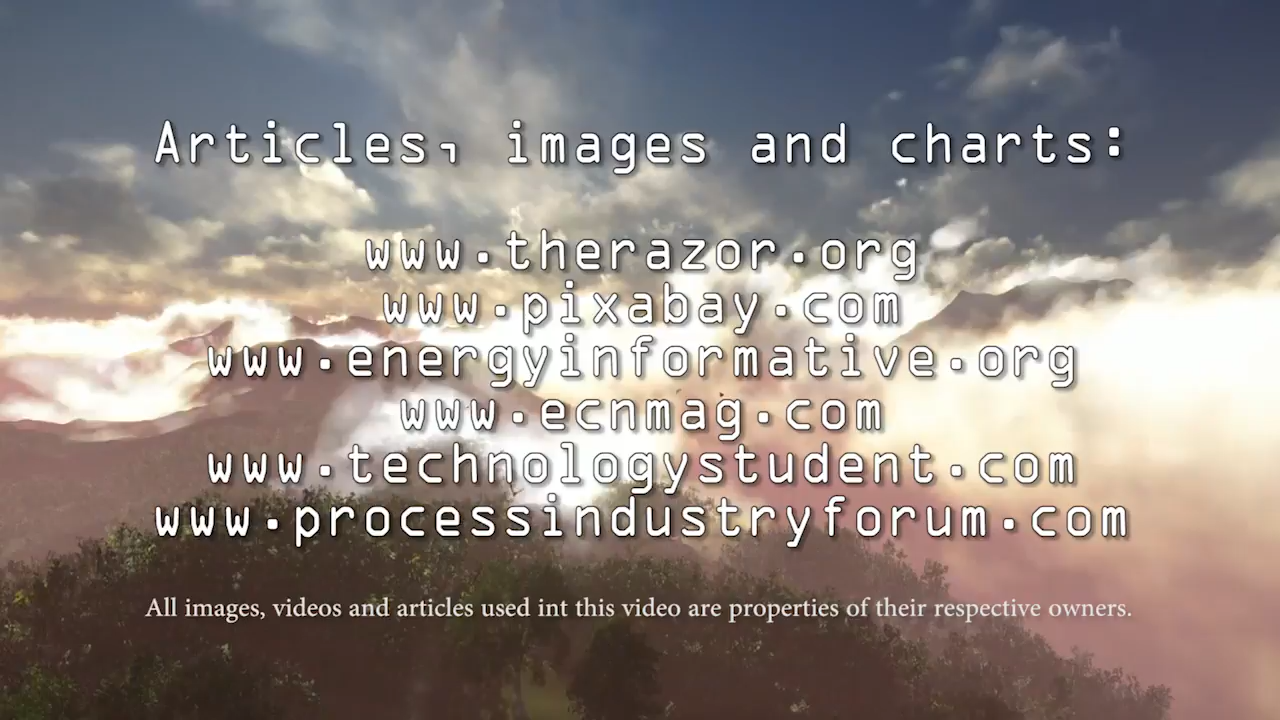 Articles, images and charts:
www.therazor.org
www.pixabay.com
www.energyinformative.org
www.ecnmag.com
www.technologystudent.com
www.processindustryforum.com
All images, videos and articles used int this video are properties of their respective owners.